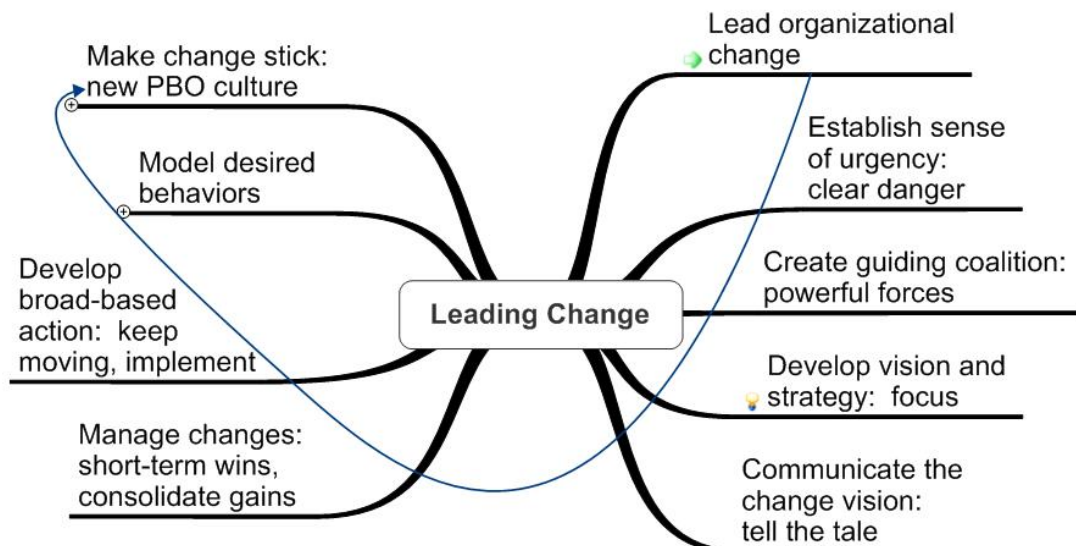 Leading Change
Lead organizational
change
Establish sense
of urgency:
clear danger
Create guiding coalition:
powerful forces
Develop vision and
strategy:  focus
Communicate the
change vision:
tell the tale
Manage changes:
short-term wins,
consolidate gains
Develop
broad-based
action:  keep
moving, implement
Model desired
behaviors
Make change stick:
new PBO culture